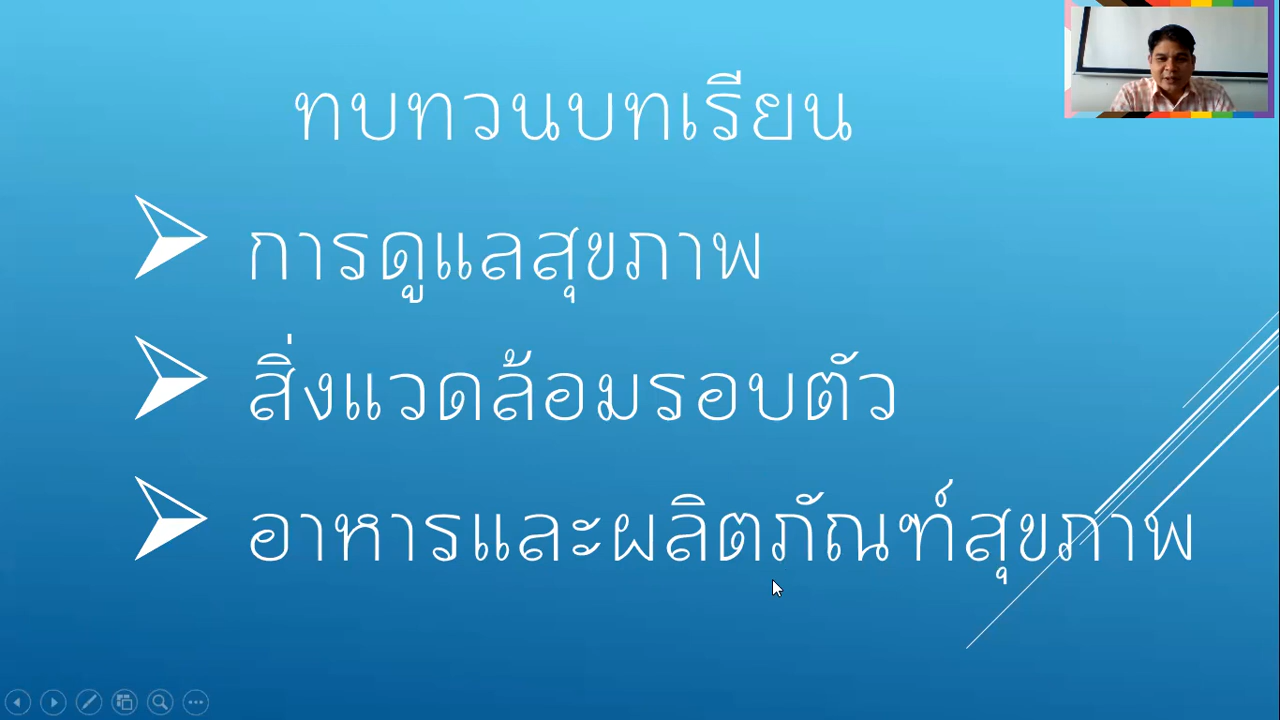 ทบทวนบทเรียน
การดูแลสุขภาพ
สิ่งแวดล้อมรอบตัว
อาหารและผลิตภัณฑ์สุขภาพ